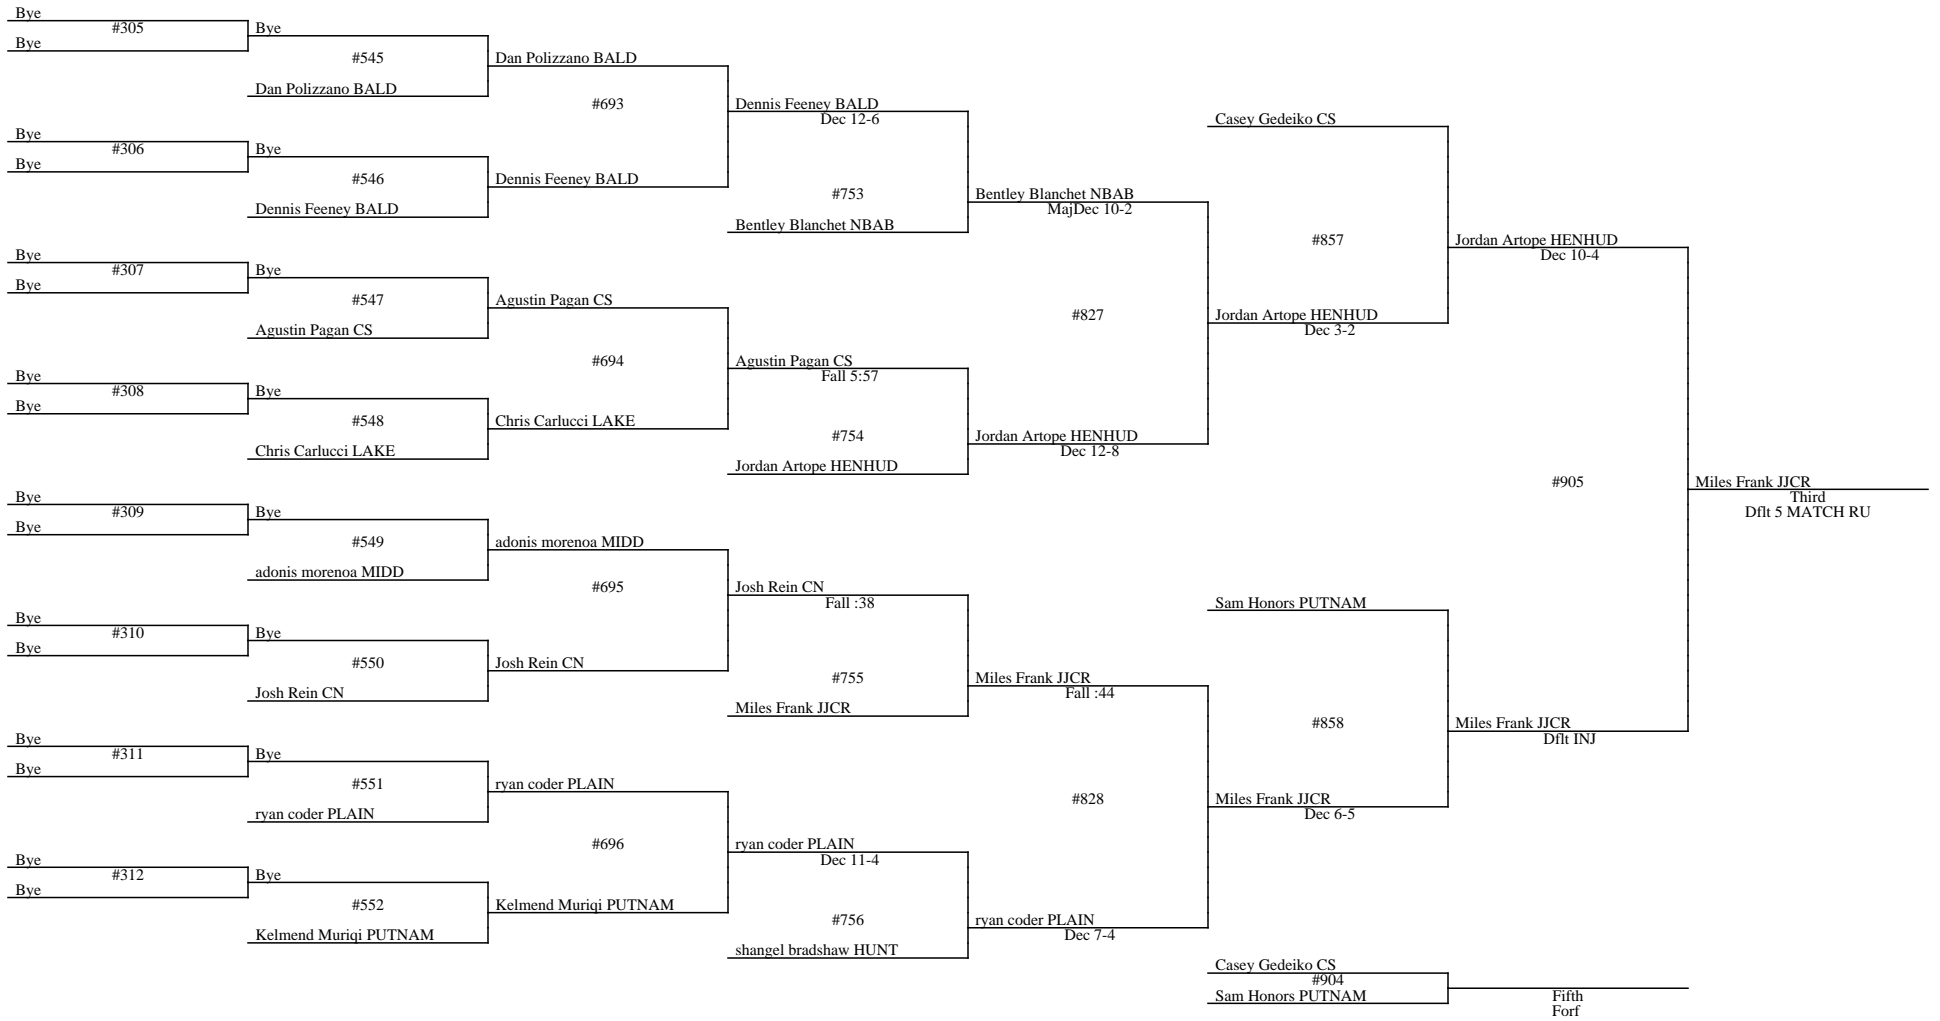 Bye
#305
Bye
Bye
#545
Dan Polizzano BALD
Dan Polizzano BALD
#693
Bye
#306
Bye
Bye
#546
Dennis Feeney BALD
Dennis Feeney BALD
Dennis Feeney BALD
Dec 12-6
#753
Bentley Blanchet NBAB
Bye
#307
Bye
Bye
#547
Agustin Pagan CS
Agustin Pagan CS
#694
Bye
#308
Bye
Bye
#548
Chris Carlucci LAKE
Chris Carlucci LAKE
Agustin Pagan CS
Fall 5:57
#754
Jordan Artope HENHUD
Bentley Blanchet NBAB
MajDec 10-2
#827
Jordan Artope HENHUD
Dec 12-8
Casey Gedeiko CS
#857
Jordan Artope HENHUD
Dec 3-2
Jordan Artope HENHUD
Dec 10-4
Bye
#309
Bye
Bye
#549
adonis morenoa MIDD
adonis morenoa MIDD
#695
Bye
#310
Bye
Bye
#550
Josh Rein CN
Josh Rein CN
Josh Rein CN
Fall :38
#755
Miles Frank JJCR
Bye
#311
Bye
Bye
#551
ryan coder PLAIN
ryan coder PLAIN
#696
Bye
#312
Bye
Bye
#552
Kelmend Muriqi PUTNAM
Kelmend Muriqi PUTNAM
ryan coder PLAIN
Dec 11-4
#756
shangel bradshaw HUNT
Miles Frank JJCR
Fall :44
#828
ryan coder PLAIN
Dec 7-4
Sam Honors PUTNAM
#858
Miles Frank JJCR
Dec 6-5
Miles Frank JJCR
Dflt INJ
#905
Miles Frank JJCR
Third
Dflt 5 MATCH RU
Casey Gedeiko CS
#904
Sam Honors PUTNAM
Fifth
Forf